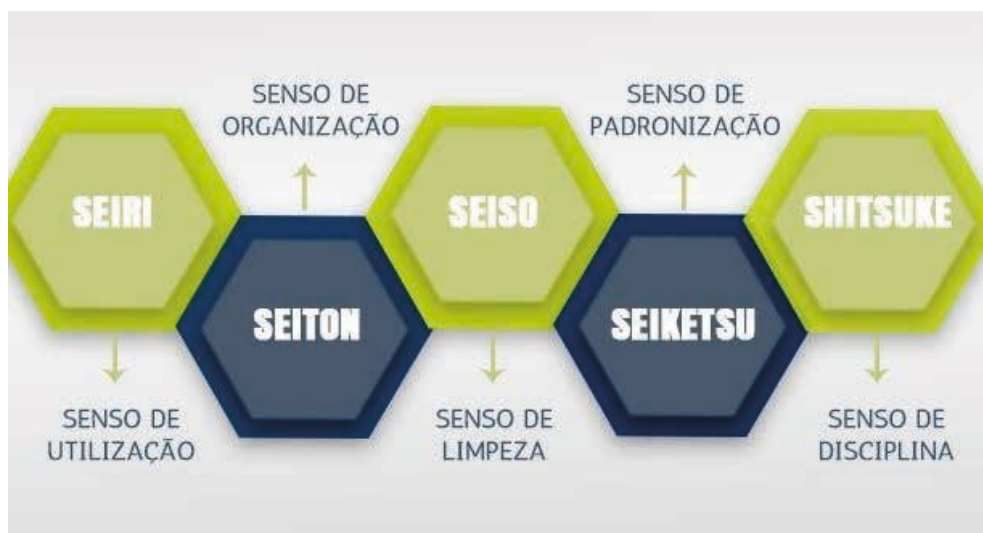 SENSO DE
ORGANIZAÇÃO
SENSO DE
PADRONIZAÇÃO
SEIRI
SEISO
SHITSUKE
SEITON
SEIKETSU
SENSO DE
UTILIZAÇÃO
SENSO DE
LIMPEZA
SENSO DE
DISCIPLINA